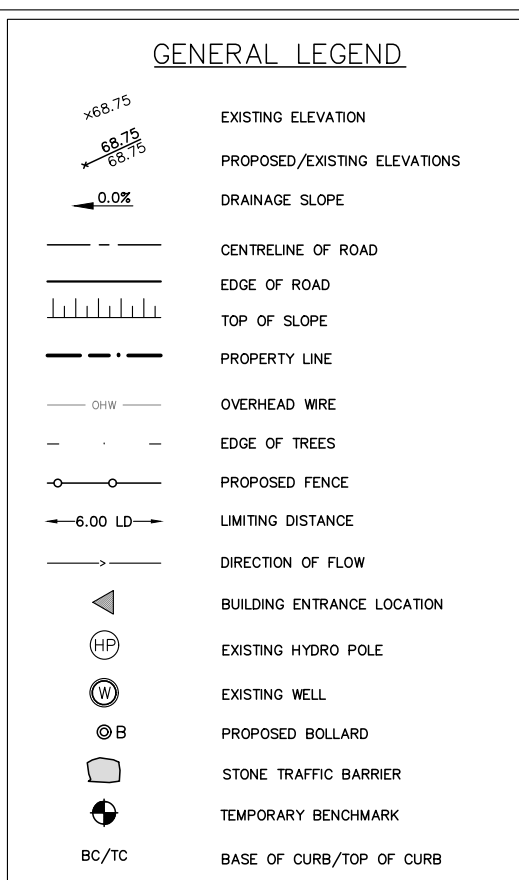 GENERAL LEGEND
×68.75 EXISTING ELEVATION
68.75
68.75 PROPOSED/EXISTING ELEVATIONS
0.0% DRAINAGE SLOPE
CENTRELINE OF ROAD
EDGE OF ROAD
TOP OF SLOPE
PROPERTY LINE
OHW OVERHEAD WIRE
EDGE OF TREES
PROPOSED FENCE
6.00 LD LIMITING DISTANCE
DIRECTION OF FLOW
BUILDING ENTRANCE LOCATION
HP EXISTING HYDRO POLE
W EXISTING WELL
B PROPOSED BOLLARD
STONE TRAFFIC BARRIER
TEMPORARY BENCHMARK
BC/TC BASE OF CURB/TOP OF CURB